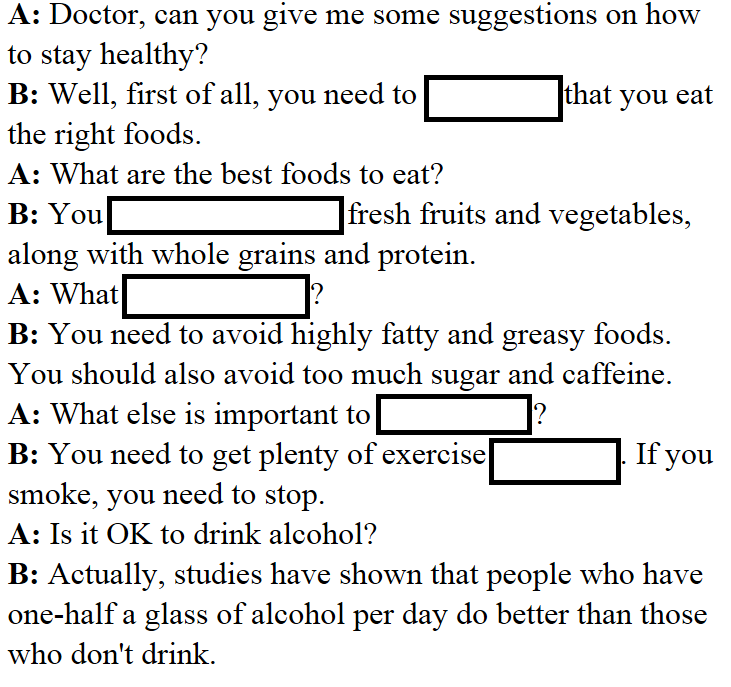 A: Doctor, can you give me some suggestions on how
to stay healthy?
B: Well, first of all, you need to that you eat
the right foods.
A: What are the best foods to eat?
B: You fresh fruits and vegetables,
along with whole grains and protein.
A: What ?
B: You need to avoid highly fatty and greasy foods.
You should also avoid too much sugar and caffeine.
A: What else is important to ?
B: You need to get plenty of exercise . If you
smoke, you need to stop.
A: Is it OK to drink alcohol?
B: Actually, studies have shown that people who have
one-half a glass of alcohol per day do better than those
who don't drink.